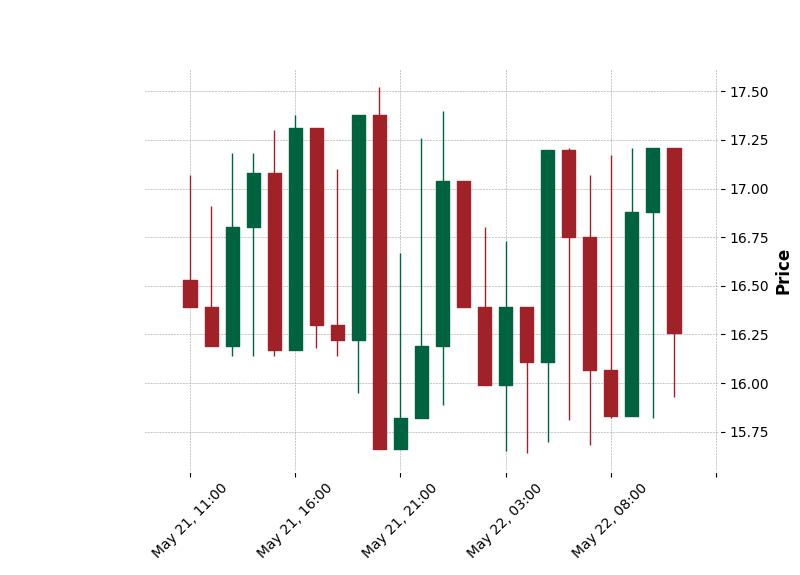 17.50
17.25
17.00
16.75
16.50
16.25
16.00
15.75
Price
May 21, 11:00
May 21, 16:00
May 21, 21:00
May 22, 03:00
May 22, 08:00